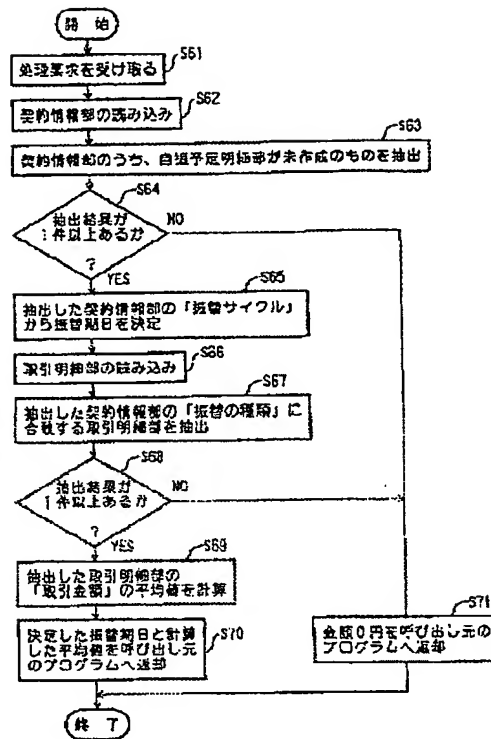 開 始
S61
処理要求を受け取る
S62
契約情報部の読み込み
S63
契約情報部のうち、自振予定明細部が未作成のものを抽出
S64
抽出結果が
1件以上あるか
?
NO
YES
S65
抽出した契約情報部の「振替サイクル」
から振替期日を決定
S66
取引明細部の読み込み
S67
抽出した契約情報部の「振替の種類」に
合致する取引明細部を抽出
S68
抽出結果が
1件以上あるか
?
NO
YES
S69
抽出した取引明細部の
「取引金額」の平均値を計算
S70
決定した振替期日と計算
した平均値を呼び出し元
のプログラムへ返却
S71
金額0円を呼び出し元の
プログラムへ返却
終 了